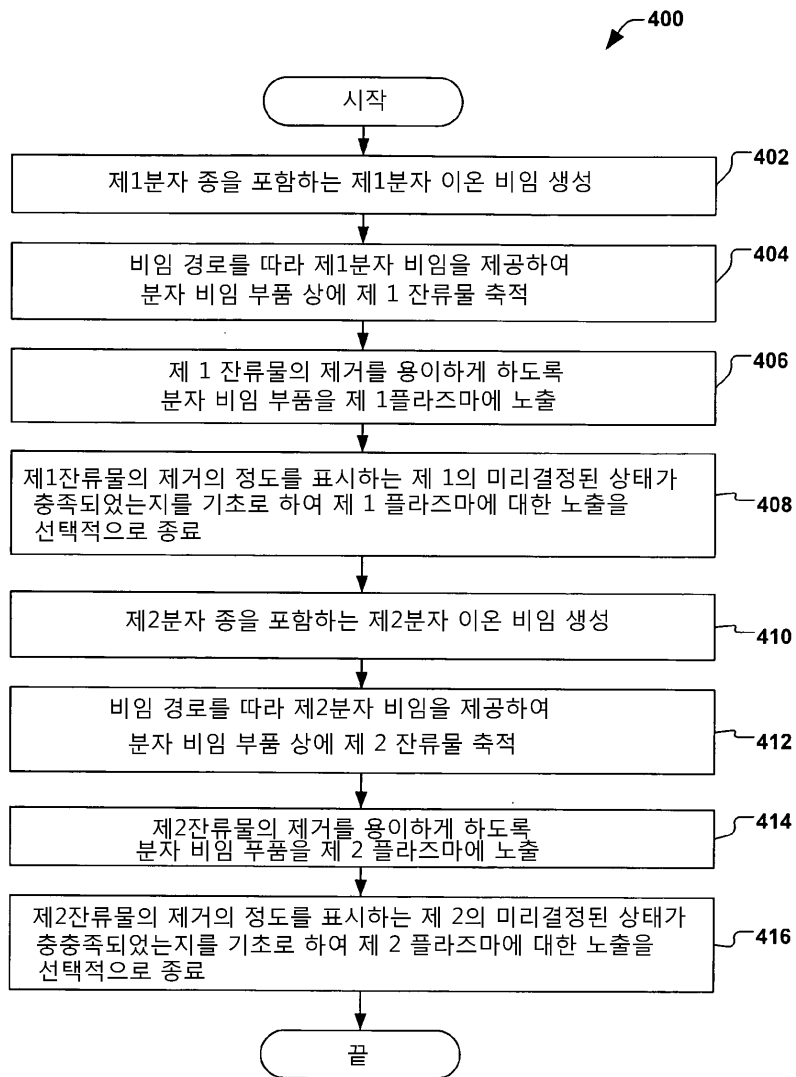 400
시작
제1분자 종을 포함하는 제1분자 이온 비임 생성
402
비임 경로를 따라 제1분자 비임을 제공하여
분자 비임 부품 상에 제 1 잔류물 축적
404
제 1 잔류물의 제거를 용이하게 하도록
분자 비임 부품을 제 1플라즈마에 노출
406
제1잔류물의 제거의 정도를 표시하는 제 1의 미리결정된 상태가
충족되었는지를 기초로 하여 제 1 플라즈마에 대한 노출을
선택적으로 종료
408
제2분자 종을 포함하는 제2분자 이온 비임 생성
410
비임 경로를 따라 제2분자 비임을 제공하여
분자 비임 부품 상에 제 2 잔류물 축적
412
제2잔류물의 제거를 용이하게 하도록
분자 비임 푸품을 제 2 플라즈마에 노출
414
제2잔류물의 제거의 정도를 표시하는 제 2의 미리결정된 상태가
충충족되었는지를 기초로 하여 제 2 플라즈마에 대한 노출을
선택적으로 종료
416
끝